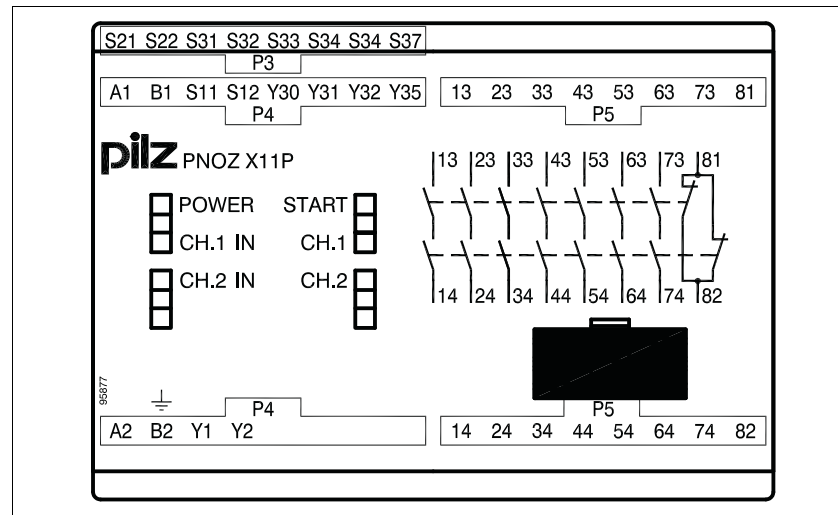 S21 S22 S31 S32 S33 S34 S34 S37
P3
A1 B1 S11 S12 Y30 Y31 Y32 Y35
P4
13 23 33 43 53 63 73 81
P5
pilz PNOZ X11P
POWER START
CH.1 IN CH.1
CH.2 IN CH.2
13 23 33 43 53 63 73 81
14 24 34 44 54 64 74 82
95877
P4
A2 B2 Y1 Y2
P5
14 24 34 44 54 64 74 82